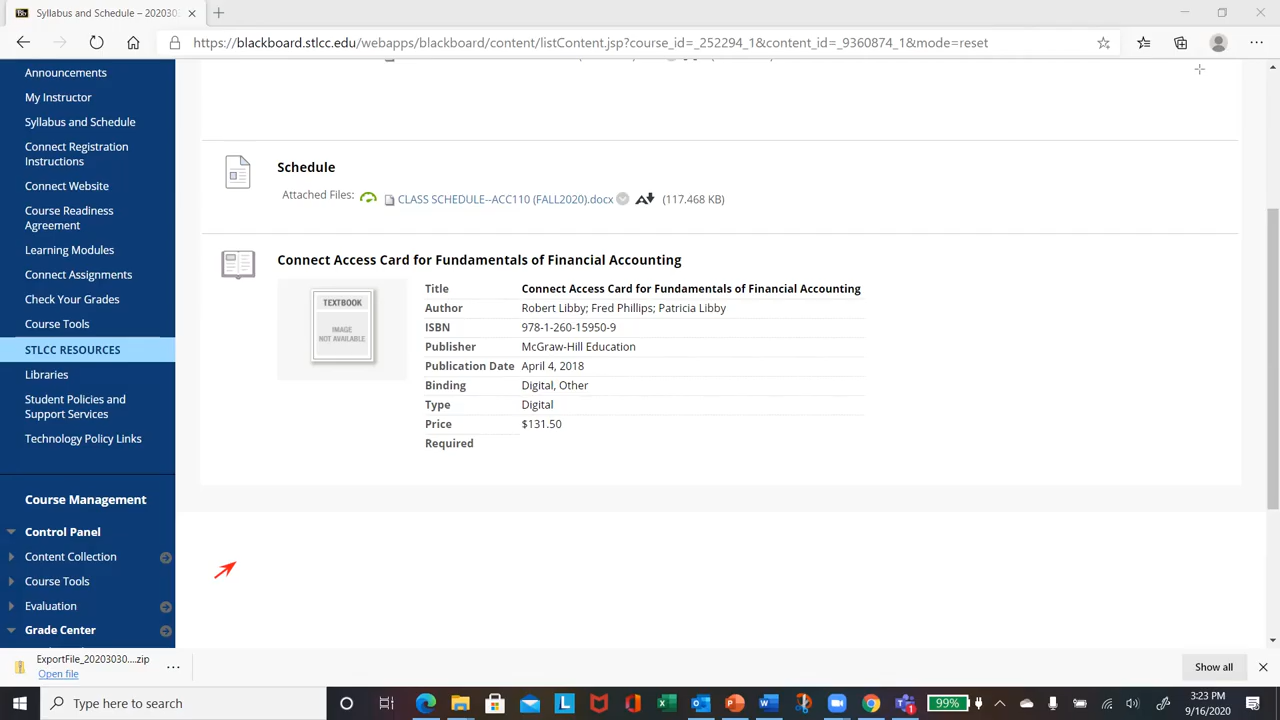 Syllabus and Schedule – 202030
https://blackboard.stlcc.edu/webapps/blackboard/content/listContent.jsp?course_id=_252294_1&content_id=_9360874_1&mode=reset
Announcements
My Instructor
Syllabus and Schedule
Connect Registration
Instructions
Connect Website
Course Readiness
Agreement
Learning Modules
Connect Assignments
Check Your Grades
Course Tools
STLCC RESOURCES
Libraries
Student Policies and
Support Services
Technology Policy Links
Course Management
Control Panel
Content Collection
Course Tools
Evaluation
Grade Center
Schedule
Attached Files: CLASS SCHEDULE--ACC110 (FALL2020).docx (117.468 KB)
Connect Access Card for Fundamentals of Financial Accounting
TEXTBOOK
IMAGE
NOT AVAILABLE
Title Connect Access Card for Fundamentals of Financial Accounting
Author Robert Libby; Fred Phillips; Patricia Libby
ISBN 978-1-260-15950-9
Publisher McGraw-Hill Education
Publication Date April 4, 2018
Binding Digital, Other
Type Digital
Price $131.50
Required
ExportFile_20203030....zip
Open file
Show all
Type here to search
99%
3:23 PM
9/16/2020